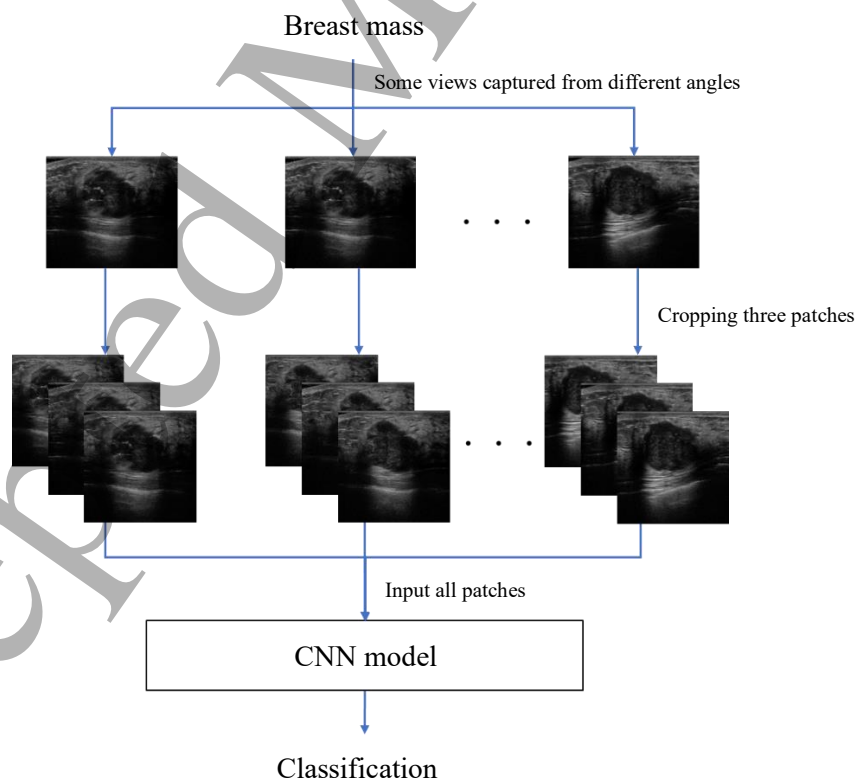 Breast mass
Some views captured from different angles
. . .
Cropping three patches
. . .
Input all patches
CNN model
Classification